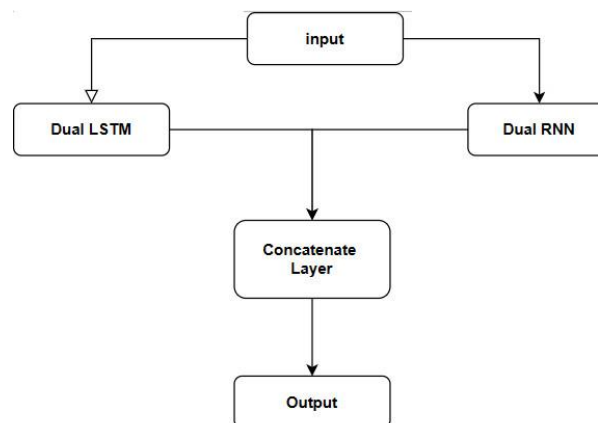 input
Dual LSTM
Dual RNN
Concatenate
Layer
Output